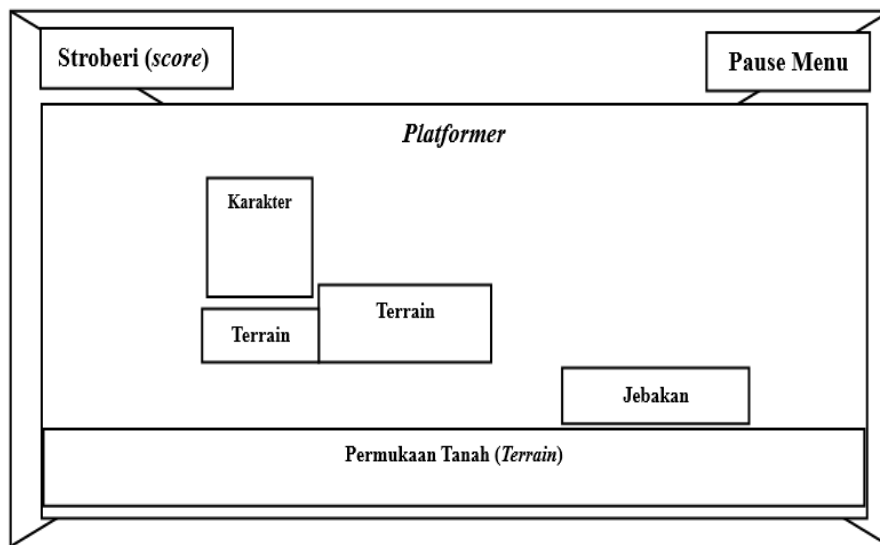 Stroberi (score)
Pause Menu
Platformer
Karakter
Terrain
Terrain
Jebakan
Permukaan Tanah (Terrain)